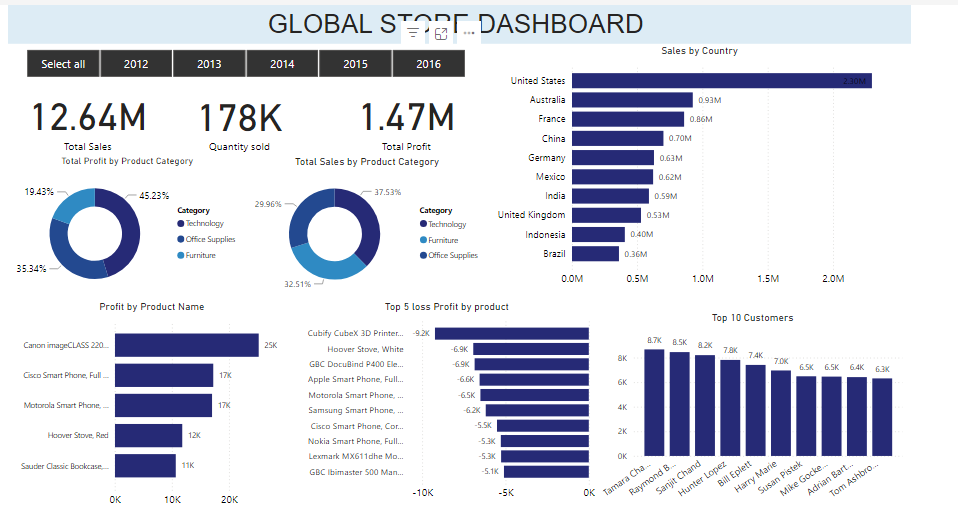 GLOBAL STORE DASHBOARD
Select all 2012 2013 2014 2015 2016
12.64M 178K 1.47M
Total Sales Quantity sold Total Profit
Total Profit by Product Category
19.43% 45.23%
35.34%
Category
Technology
Office Supplies
Furniture
Total Sales by Product Category
37.53%
29.96%
32.51%
Category
Technology
Furniture
Office Supplies
Sales by Country
United States
Australia 0.93M
France 0.86M
China 0.70M
Germany 0.63M
Mexico 0.62M
India 0.59M
United Kingdom 0.53M
Indonesia 0.40M
Brazil 0.36M
0.0M 0.5M 1.0M 1.5M 2.0M
Profit by Product Name
Canon imageCLASS 220... 25K
Cisco Smart Phone, Full ... 17K
Motorola Smart Phone, ... 17K
Hoover Stove, Red 12K
Sauder Classic Bookcase,... 11K
0K 10K 20K
Top 5 loss Profit by product
Cubify CubeX 3D Printer... -9.2K
Hoover Stove, White -6.9K
GBC DocuBind P400 Ele... -6.9K
Apple Smart Phone, Full... -6.6K
Motorola Smart Phone, ... -6.5K
Samsung Smart Phone, ... -6.2K
Cisco Smart Phone, Cor... -5.5K
Nokia Smart Phone, Full... -5.3K
Lexmark MX611dhe Mo... -5.3K
GBC Ibimaster 500 Man... -5.1K
-10K -5K 0K
Top 10 Customers
8.7K 8.5K 8.2K 7.8K 7.4K 7.0K 6.5K 6.5K 6.4K 6.3K
8K
6K
4K
2K
0K
Tamara Cha... Raymond B... Sanjit Chand Hunter Lopez Bill Eplett Harry Marie Susan Pistek Mike Gocke... Adrian Bart... Tom Ashbro...